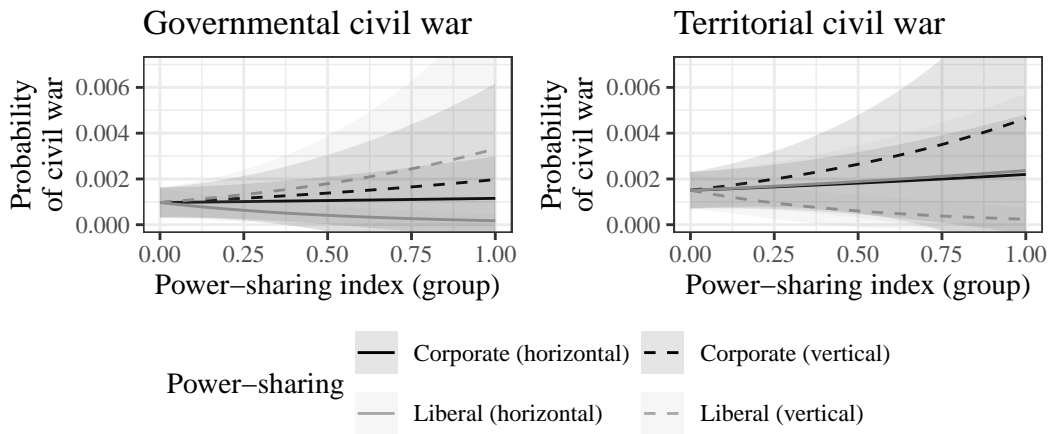 Governmental civil war
Territorial civil war
Probability
of civil war
0.006
0.004
0.002
0.000
0.00 0.25 0.50 0.75 1.00
Power−sharing index (group)
Probability
of civil war
0.006
0.004
0.002
0.000
0.00 0.25 0.50 0.75 1.00
Power−sharing index (group)
Power−sharing
Corporate (horizontal)
Corporate (vertical)
Liberal (horizontal)
Liberal (vertical)